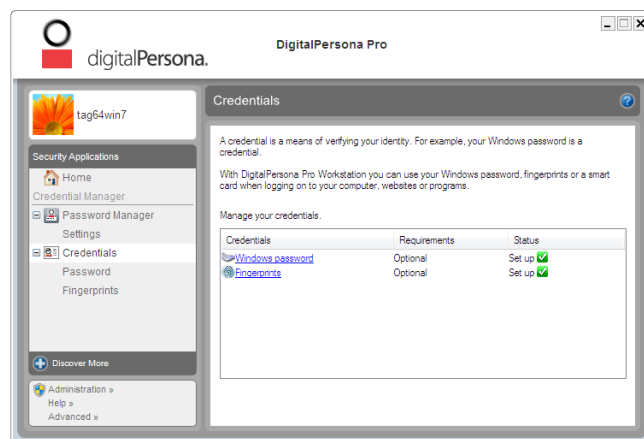 DigitalPersona Pro
digitalPersona.
tag64win7
Security Applications
Home
Credential Manager
Password Manager
Settings
Credentials
Password
Fingerprints
Discover More
Administration »
Help »
Advanced »
Credentials
A credential is a means of verifying your identity. For example, your Windows password is a
credential.
With DigitalPersona Pro Workstation you can use your Windows password, fingerprints or a smart
card when logging on to your computer, websites or programs.
Manage your credentials.
Credentials Requirements Status
Windows password Optional Set up
Fingerprints Optional Set up